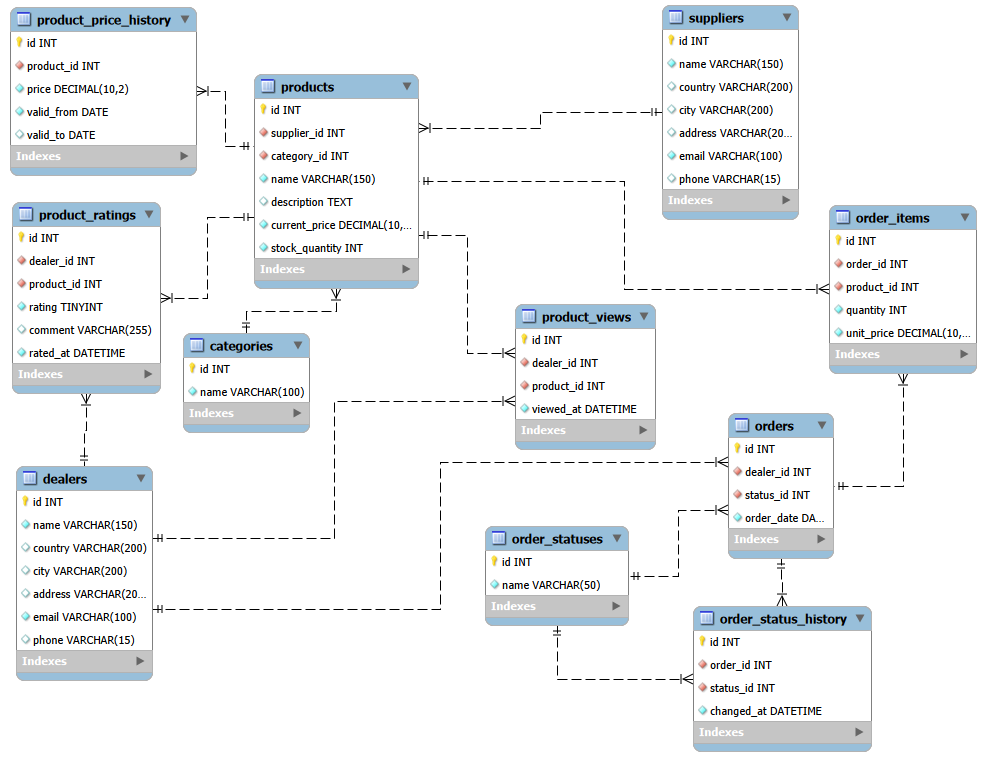 product_price_history
id INT
product_id INT
price DECIMAL(10,2)
valid_from DATE
valid_to DATE
Indexes
products
id INT
supplier_id INT
category_id INT
name VARCHAR(150)
description TEXT
current_price DECIMAL(10,...
stock_quantity INT
Indexes
suppliers
id INT
name VARCHAR(150)
country VARCHAR(200)
city VARCHAR(200)
address VARCHAR(20...
email VARCHAR(100)
phone VARCHAR(15)
Indexes
product_ratings
id INT
dealer_id INT
product_id INT
rating TINYINT
comment VARCHAR(255)
rated_at DATETIME
Indexes
categories
id INT
name VARCHAR(100)
Indexes
product_views
id INT
dealer_id INT
product_id INT
viewed_at DATETIME
Indexes
order_items
id INT
order_id INT
product_id INT
quantity INT
unit_price DECIMAL(10,...
Indexes
dealers
id INT
name VARCHAR(150)
country VARCHAR(200)
city VARCHAR(200)
address VARCHAR(20...
email VARCHAR(100)
phone VARCHAR(15)
Indexes
order_statuses
id INT
name VARCHAR(50)
Indexes
orders
id INT
dealer_id INT
status_id INT
order_date DA...
Indexes
order_status_history
id INT
order_id INT
status_id INT
changed_at DATETIME
Indexes